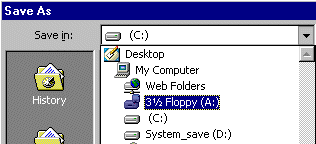 Save As
Save in:
(C:)
Desktop
My Computer
Web Folders
3½ Floppy (A:)
(C:)
System_save (D:)
History